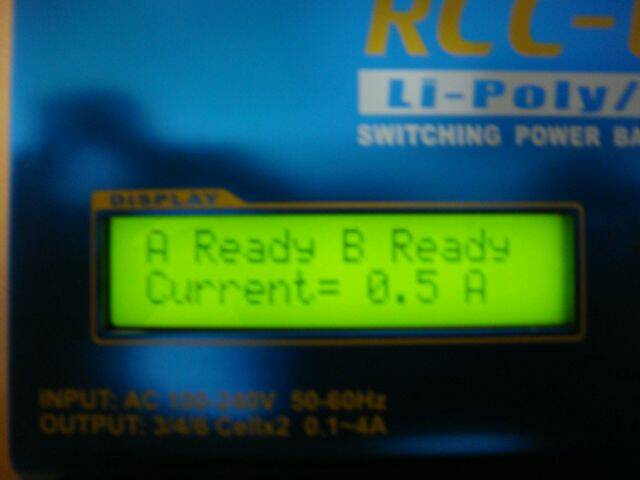 RCC-
Li-Poly/
SWITCHING POWER BA
DISPLAY
A Ready B Ready
Current= 0.5 A
INPUT: AC 100-240V 50-60Hz
OUTPUT: 3/4/6 Cellx2 0.1~4A